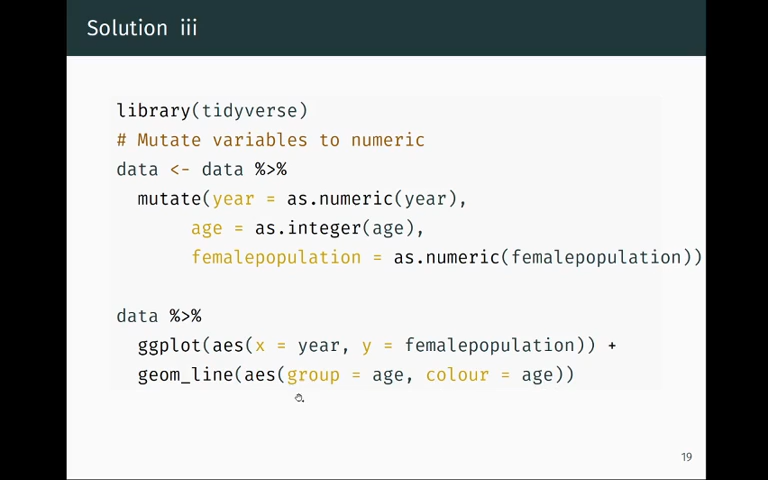 Solution iii
library(tidyverse)
# Mutate variables to numeric
data <- data %>%
mutate(year = as.numeric(year),
age = as.integer(age),
femalepopulation = as.numeric(femalepopulation))
data %>%
ggplot(aes(x = year, y = femalepopulation)) +
geom_line(aes(group = age, colour = age))
19